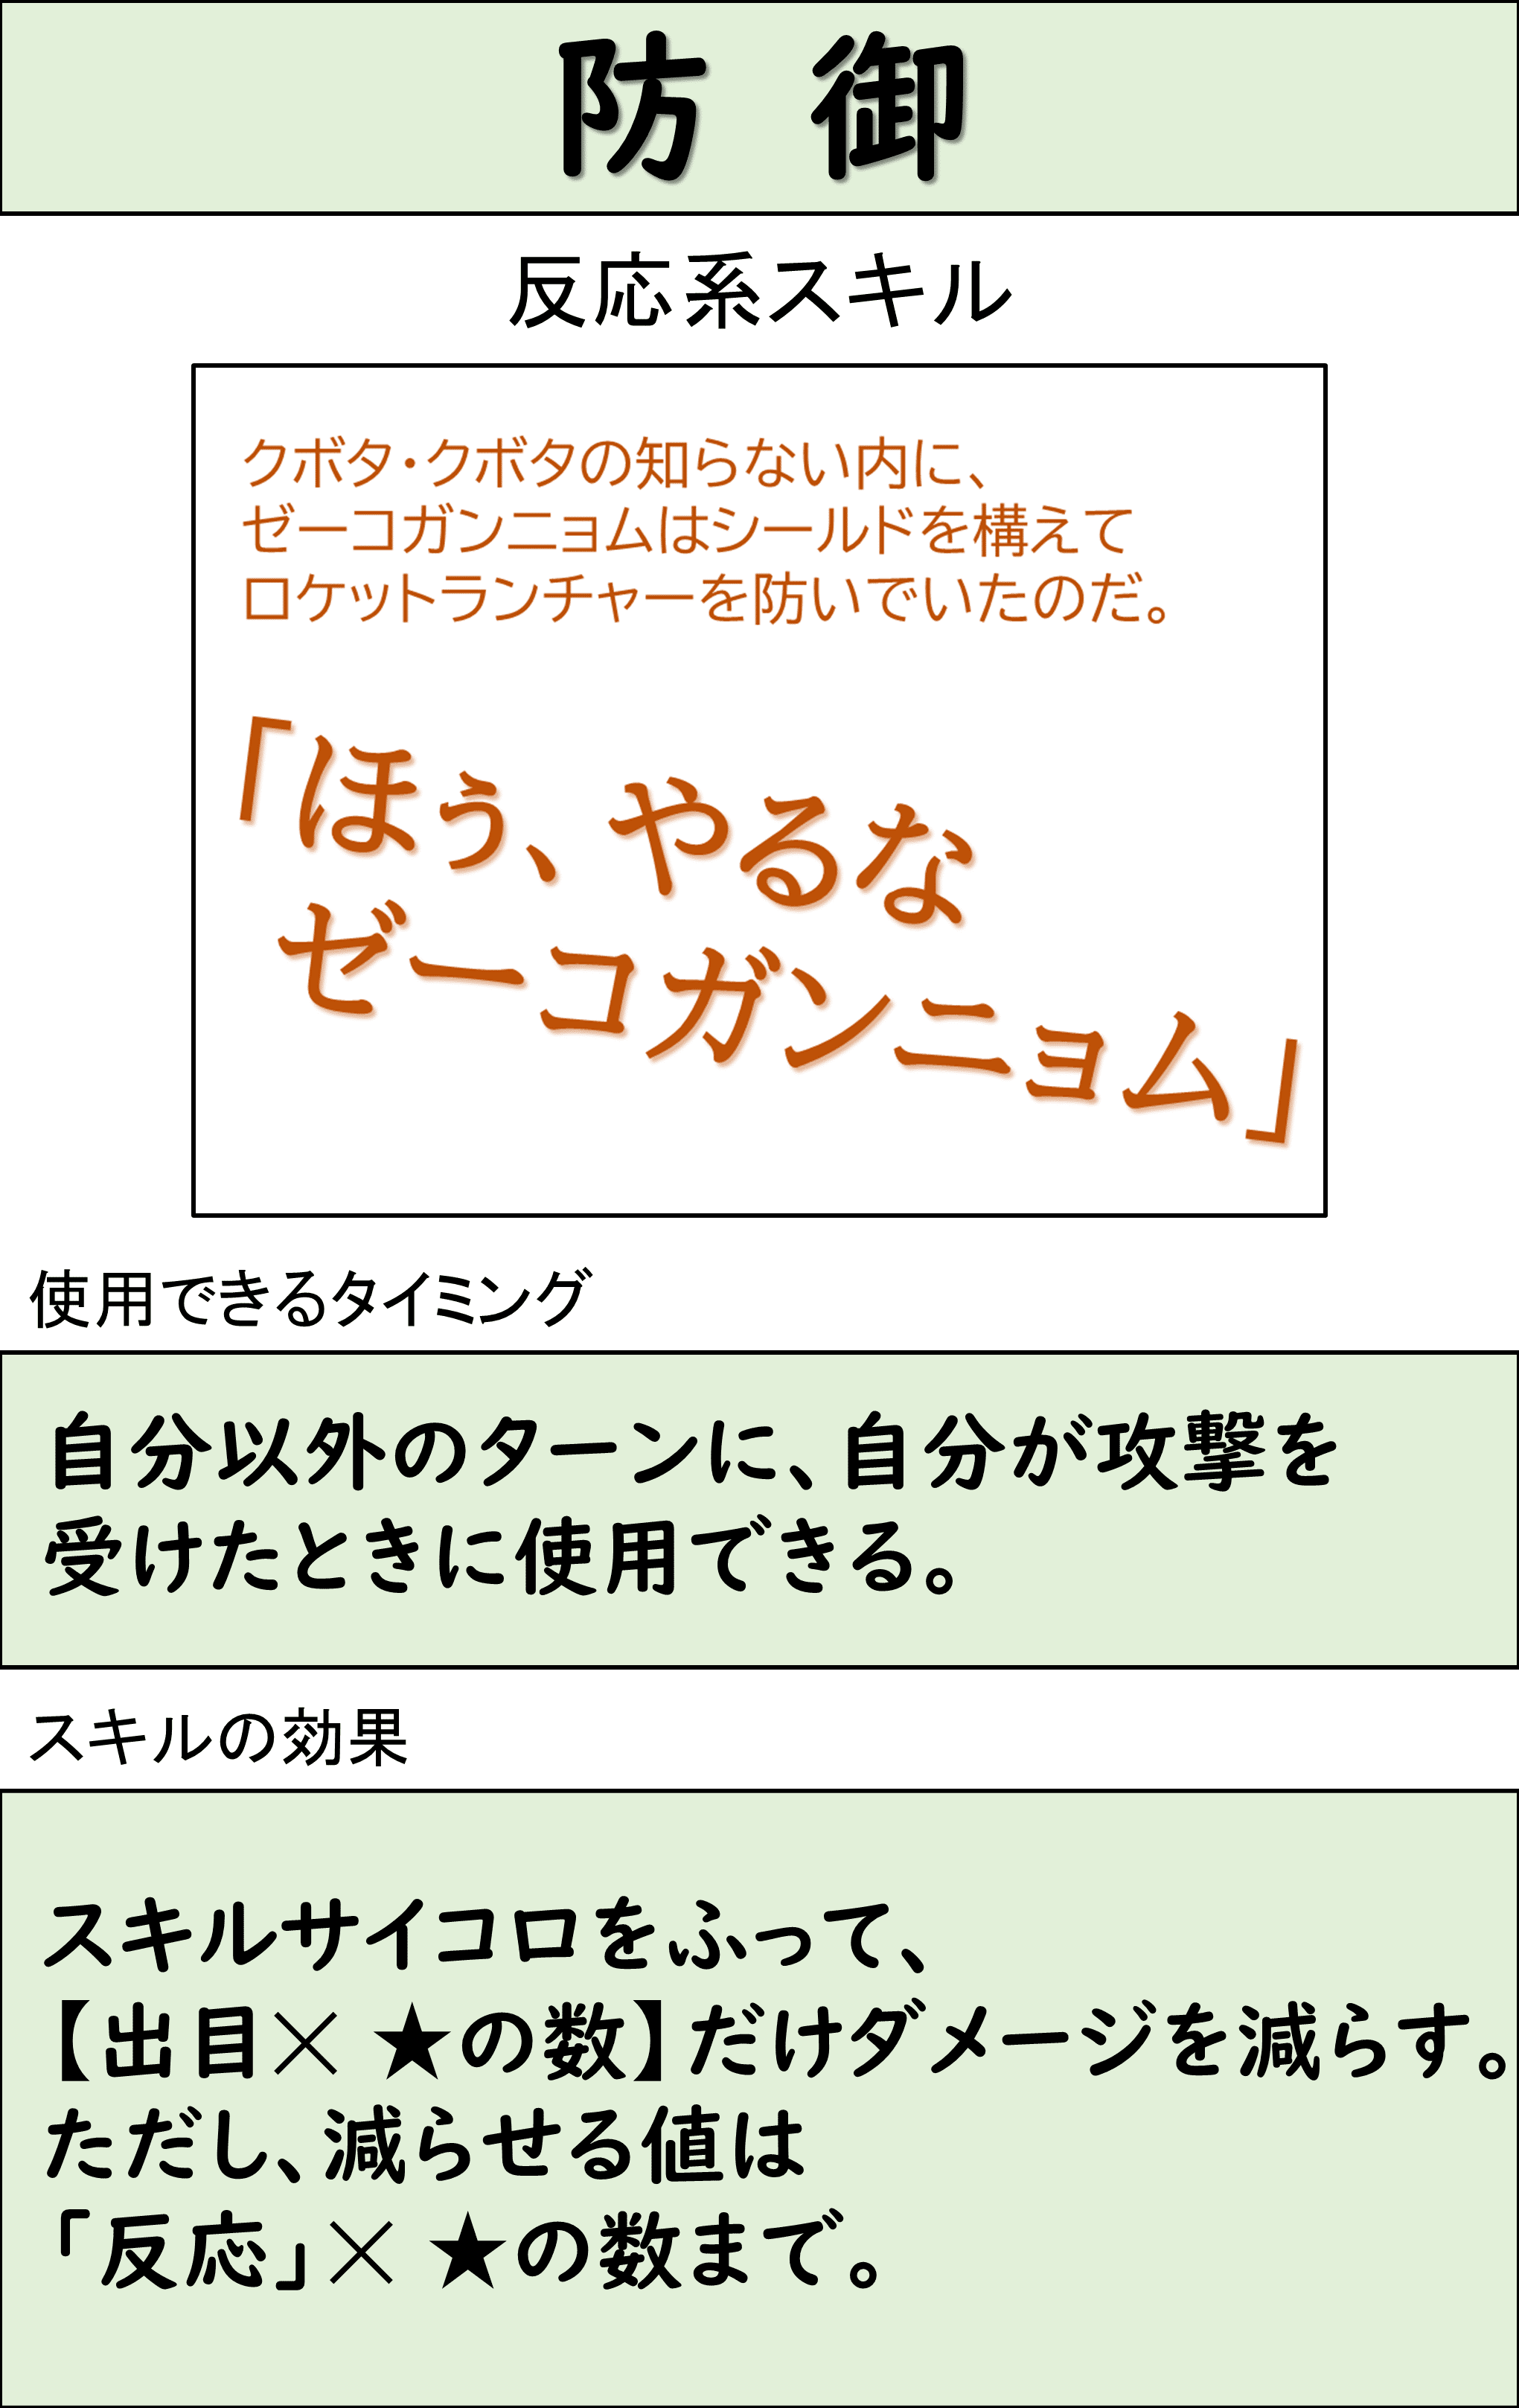 防御
反応系スキル
クボタ・クボタの知らない内に、
ゼーコガンニョムはシールドを構えて
ロケットランチャーを防いでいたのだ。
「ほぅ、やるな
ゼーコガンニョム」
使用できるタイミング
自分以外のターンに、自分が攻撃を
受けたときに使用できる。
スキルの効果
スキルサイコロをふって、
【出目×★の数】だけダメージを減らす。
ただし、減らせる値は
「反応」×★の数まで。